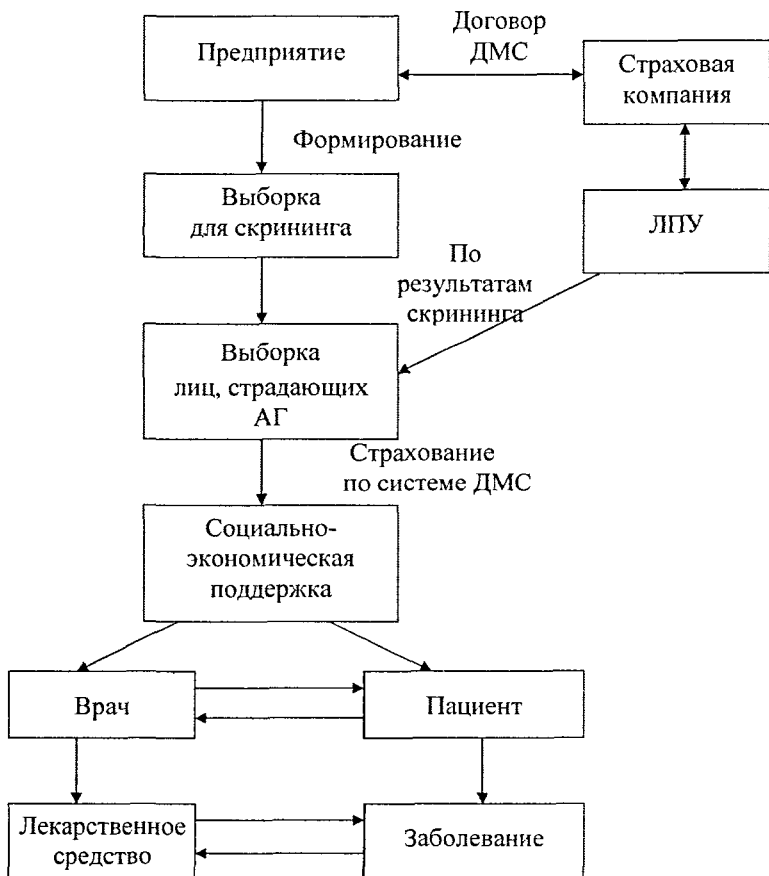 Предприятие
Договор
ДМС
Страховая
компания
Формирование
Выборка
для скрининга
ЛПУ
По
результатам
скрининга
Выборка
лиц, страдающих
АГ
Страхование
по системе ДМС
Социально-
экономическая
поддержка
Врач
Пациент
Лекарственное
средство
Заболевание